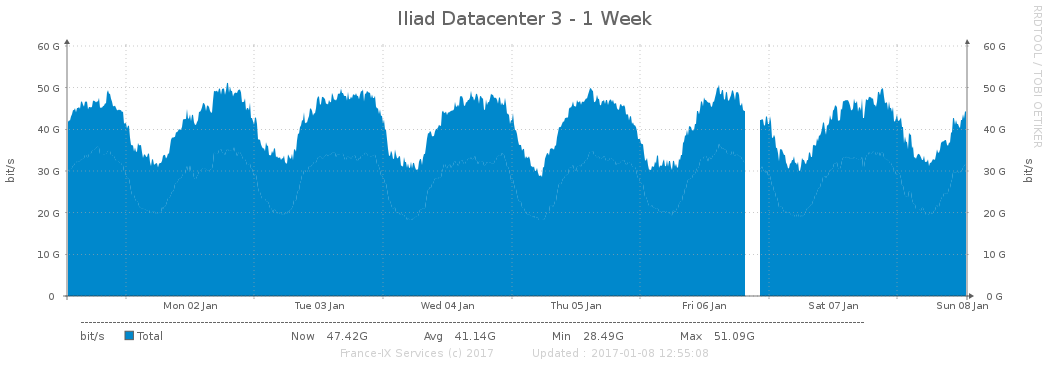 Iliad Datacenter 3 - 1 Week
RRDTOOL / TOBI OETIKER
60 G 60 G
50 G 50 G
40 G 40 G
30 G 30 G
20 G 20 G
10 G 10 G
0 0 G
bit/s bit/s
Mon 02 Jan Tue 03 Jan Wed 04 Jan Thu 05 Jan Fri 06 Jan Sat 07 Jan Sun 08 Jan
bit/s Total Now 47.42G Avg 41.14G Min 28.49G Max 51.09G
France-IX Services (c) 2017 Updated : 2017-01-08 12:55:08